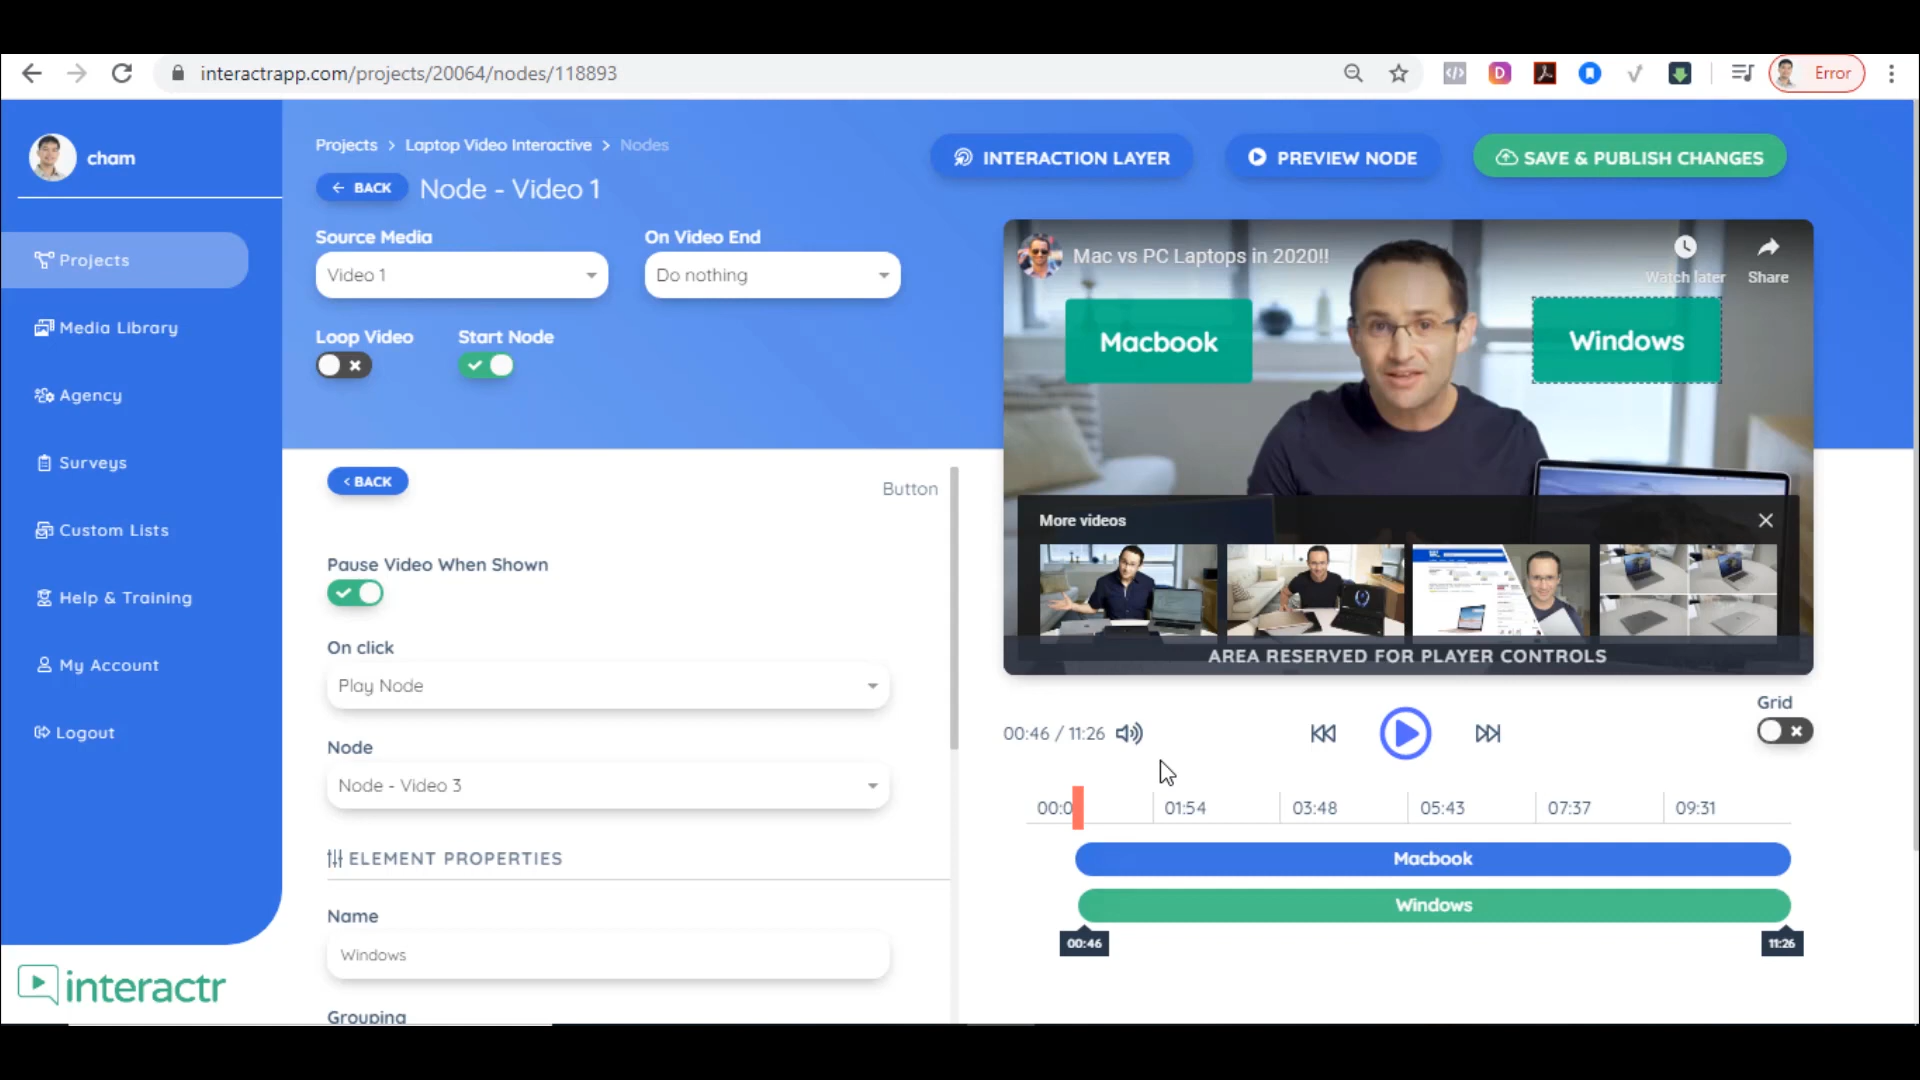 interactrapp.com/projects/20064/nodes/118893
Error
cham
Projects
Media Library
Agency
Surveys
Custom Lists
Help & Training
My Account
Logout
interactr
Projects > Laptop Video Interactive > Nodes
BACK
Node - Video 1
INTERACTION LAYER
PREVIEW NODE
SAVE & PUBLISH CHANGES
Source Media
On Video End
Video 1
Do nothing
Loop Video
Start Node
< BACK
Button
Pause Video When Shown
On click
Play Node
Node
Node - Video 3
ELEMENT PROPERTIES
Name
Windows
Grouping
Mac vs PC Laptops in 2020!!
Watch later
Share
Macbook
Windows
More videos
AREA RESERVED FOR PLAYER CONTROLS
00:46 / 11:26
Grid
00:0
01:54
03:48
05:43
07:37
09:31
Macbook
Windows
00:46
11:26